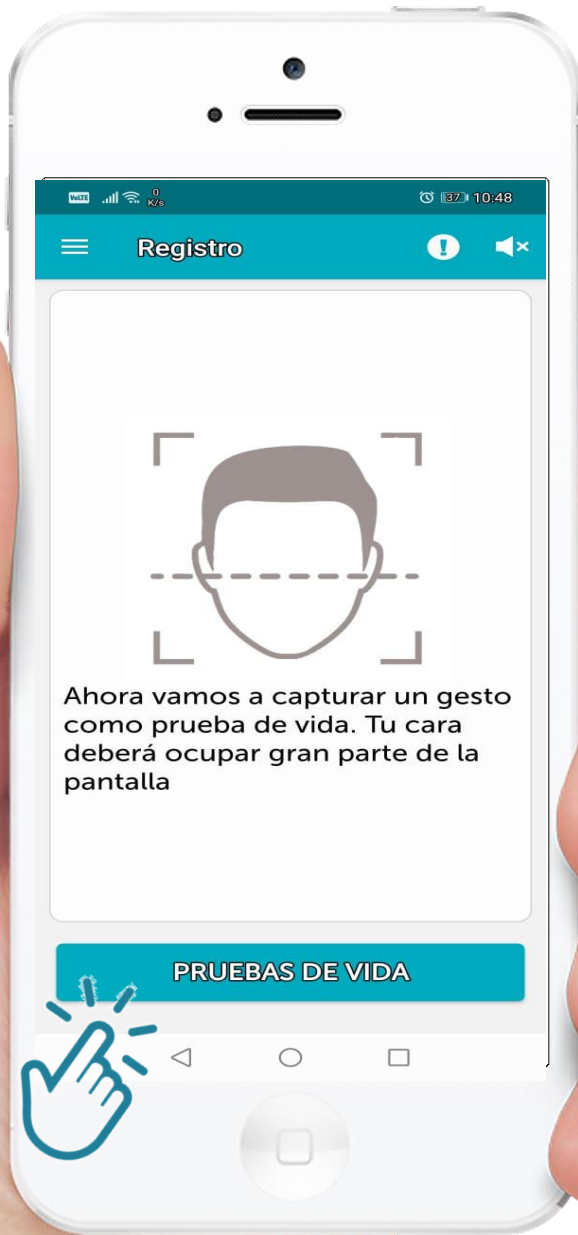 VoLTE 0 K/s 37 10:48
Registro
Ahora vamos a capturar un gesto
como prueba de vida. Tu cara
deberá ocupar gran parte de la
pantalla
PRUEBAS DE VIDA